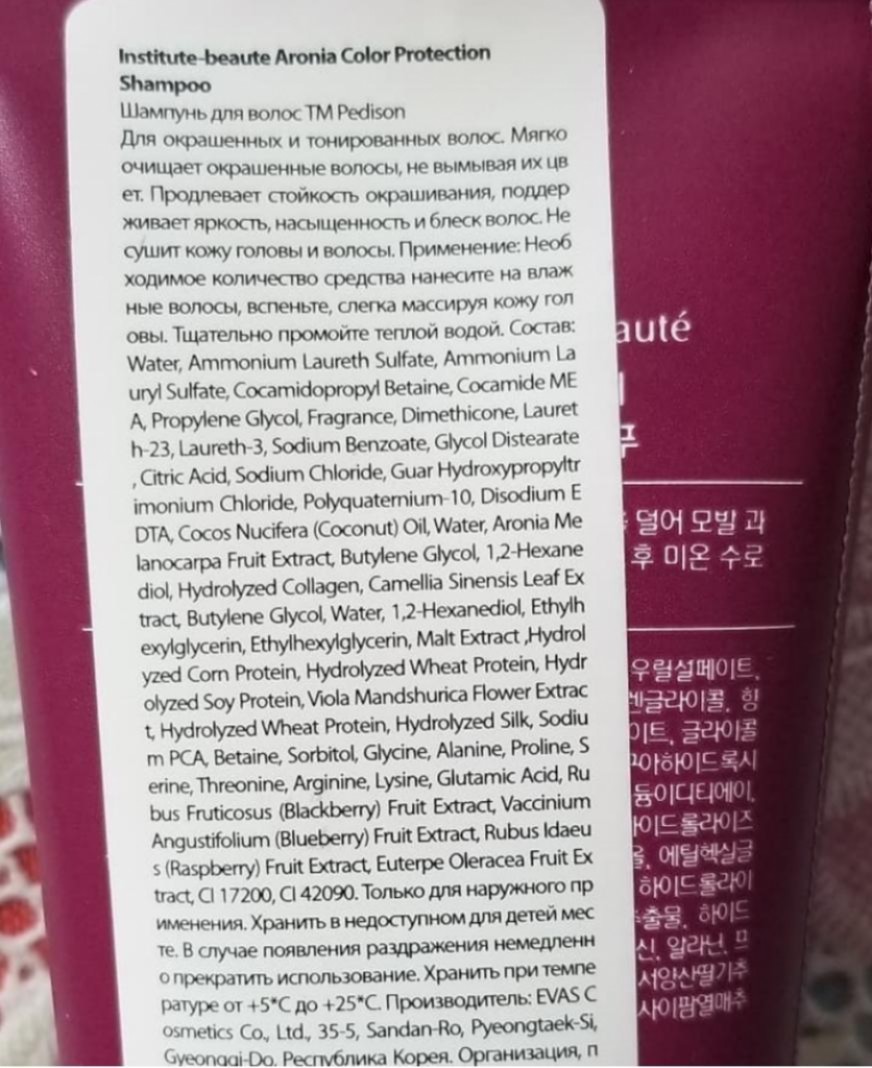 Institute-beaute Aronia Color Protection
Shampoo
Шампунь для волос TM Pedison
Для окрашенных и тонированных волос. Мягко
очищает окрашенные волосы, не вымывая их цв
ет. Продлевает стойкость окрашивания, поддер
живает яркость, насыщенность и блеск волос. Не
сушит кожу головы и волосы. Применение: Необ
ходимое количество средства нанесите на влаж
ные волосы, вспеньте, слегка массируя кожу гол
овы. Тщательно промойте теплой водой. Состав:
Water, Ammonium Laureth Sulfate, Ammonium La
uryl Sulfate, Cocamidopropyl Betaine, Cocamide ME
A, Propylene Glycol, Fragrance, Dimethicone, Lauret
h-23, Laureth-3, Sodium Benzoate, Glycol Distearate
, Citric Acid, Sodium Chloride, Guar Hydroxypropyltr
imonium Chloride, Polyquaternium-10, Disodium E
DTA, Cocos Nucifera (Coconut) Oil, Water, Aronia Me
lanocarpa Fruit Extract, Butylene Glycol, 1,2-Hexane
diol, Hydrolyzed Collagen, Camellia Sinensis Leaf Ex
tract, Butylene Glycol, Water, 1,2-Hexanediol, Ethylh
exylglycerin, Ethylhexylglycerin, Malt Extract ,Hydrol
yzed Corn Protein, Hydrolyzed Wheat Protein, Hydr
olyzed Soy Protein, Viola Mandshurica Flower Extrac
t, Hydrolyzed Wheat Protein, Hydrolyzed Silk, Sodiu
m PCA, Betaine, Sorbitol, Glycine, Alanine, Proline, S
erine, Threonine, Arginine, Lysine, Glutamic Acid, Ru
bus Fruticosus (Blackberry) Fruit Extract, Vaccinium
Angustifolium (Blueberry) Fruit Extract, Rubus Idaeu
s (Raspberry) Fruit Extract, Euterpe Oleracea Fruit Ex
tract, CI 17200, CI 42090. Только для наружного пр
именения. Хранить в недоступном для детей мес
те. В случае появления раздражения немедленн
о прекратить использование. Хранить при темпе
ратуре от +5*C до +25*C. Производитель: EVAS C
osmetics Co., Ltd., 35-5, Sandan-Ro, Pyeongtaek-Si,
Gyeonggi-Do, Республика Корея. Организация, п
auté
덜어 모발 과
후 미온 수로
우릴설페이트,
글라이콜, 향
이트, 글라이콜
아하이드록시
듐이디티에이,
이드롤라이즈
에틸헥실글
하이드롤라이
출물, 하이드
신, 알라닌, 프
서양산딸기추
사이팜열매추